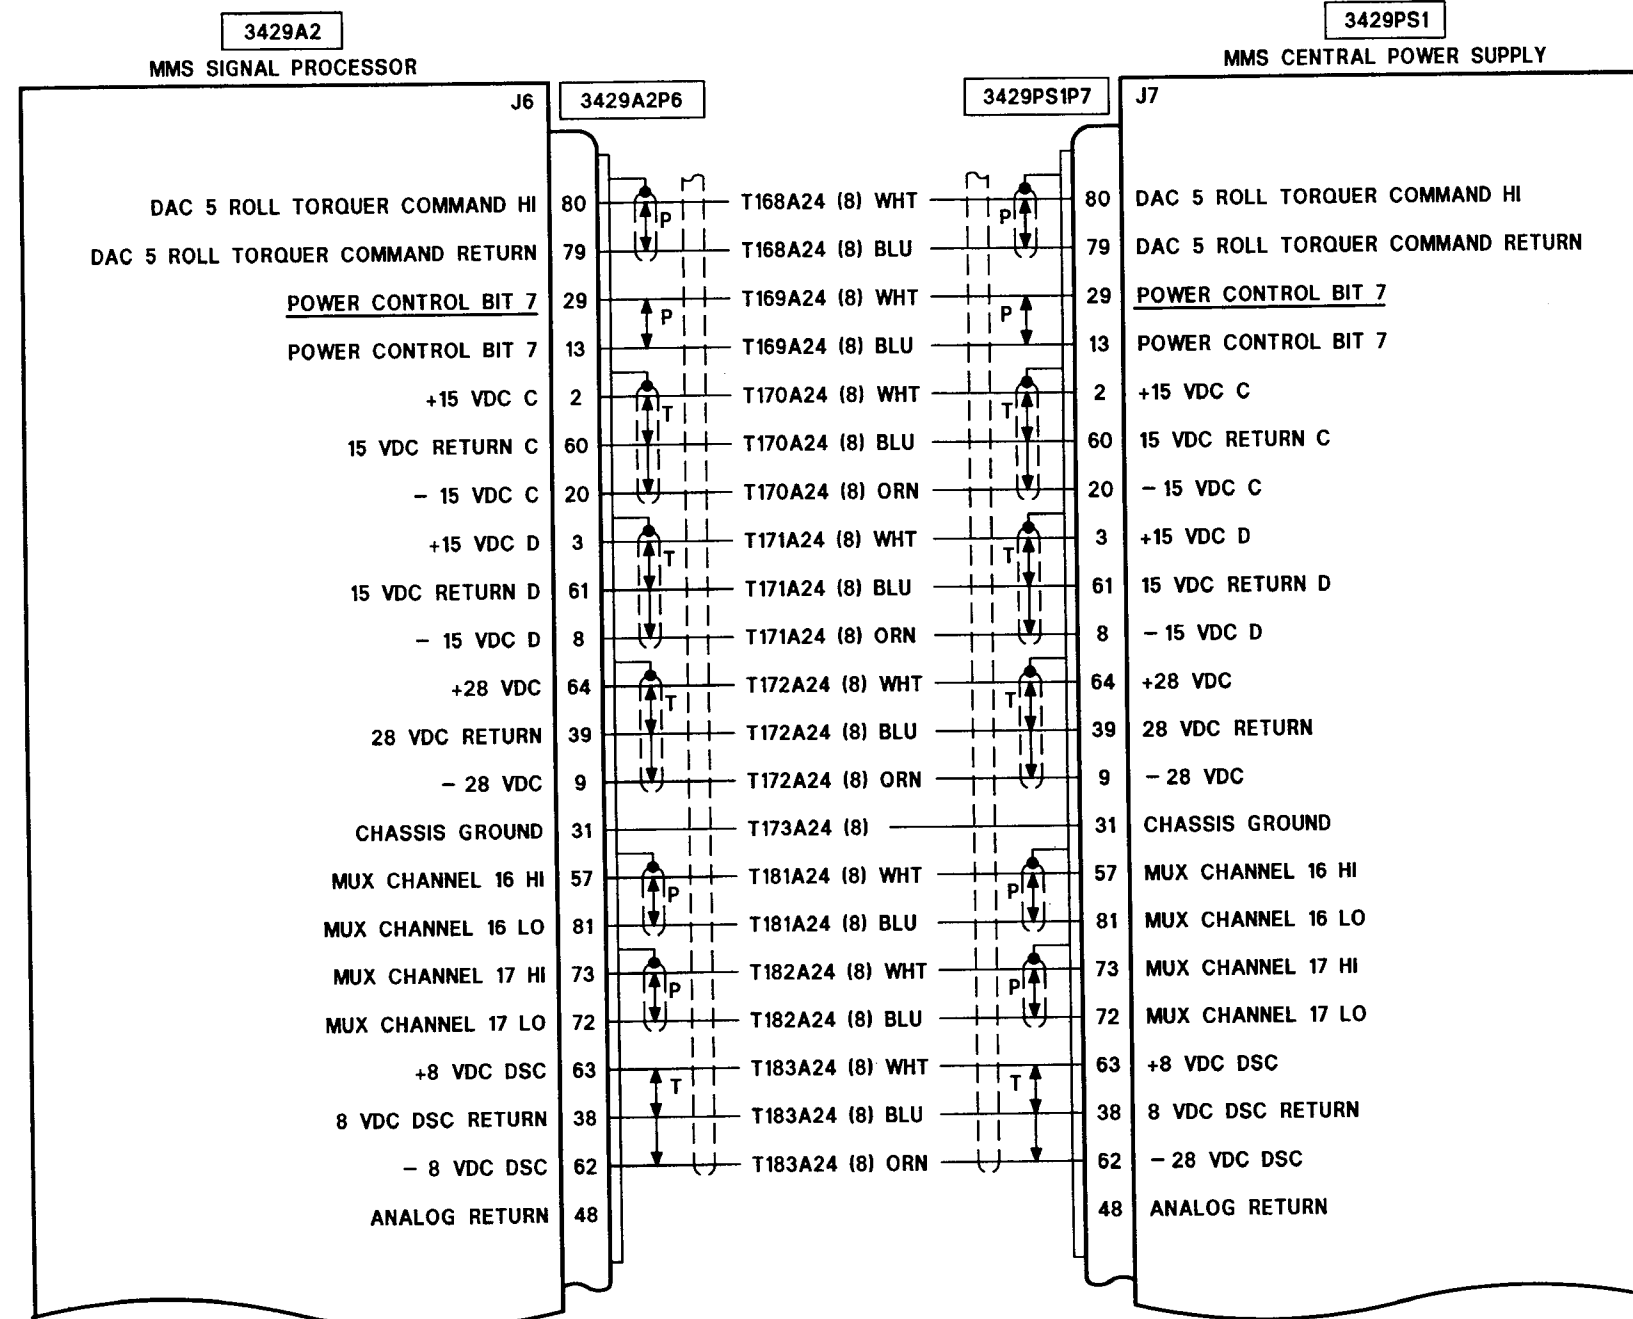 3429A2
3429PS1
MMS SIGNAL PROCESSOR
MMS CENTRAL POWER SUPPLY
J6 3429A2P6 3429PS1P7 J7
DAC 5 ROLL TORQUER COMMAND HI 80 P T168A24 (8) WHT P 80 DAC 5 ROLL TORQUER COMMAND HI
DAC 5 ROLL TORQUER COMMAND RETURN 79 T168A24 (8) BLU 79 DAC 5 ROLL TORQUER COMMAND RETURN
POWER CONTROL BIT 7 29 P T169A24 (8) WHT P 29 POWER CONTROL BIT 7
POWER CONTROL BIT 7 13 T169A24 (8) BLU 13 POWER CONTROL BIT 7
+15 VDC C 2 T T170A24 (8) WHT T 2 +15 VDC C
15 VDC RETURN C 60 T170A24 (8) BLU 60 15 VDC RETURN C
- 15 VDC C 20 T170A24 (8) ORN 20 - 15 VDC C
+15 VDC D 3 T T171A24 (8) WHT T 3 +15 VDC D
15 VDC RETURN D 61 T171A24 (8) BLU 61 15 VDC RETURN D
- 15 VDC D 8 T171A24 (8) ORN 8 - 15 VDC D
+28 VDC 64 T T172A24 (8) WHT T 64 +28 VDC
28 VDC RETURN 39 T172A24 (8) BLU 39 28 VDC RETURN
- 28 VDC 9 T172A24 (8) ORN 9 - 28 VDC
CHASSIS GROUND 31 T173A24 (8) 31 CHASSIS GROUND
MUX CHANNEL 16 HI 57 P T181A24 (8) WHT P 57 MUX CHANNEL 16 HI
MUX CHANNEL 16 LO 81 T181A24 (8) BLU 81 MUX CHANNEL 16 LO
MUX CHANNEL 17 HI 73 P T182A24 (8) WHT P 73 MUX CHANNEL 17 HI
MUX CHANNEL 17 LO 72 T182A24 (8) BLU 72 MUX CHANNEL 17 LO
+8 VDC DSC 63 T T183A24 (8) WHT T 63 +8 VDC DSC
8 VDC DSC RETURN 38 T183A24 (8) BLU 38 8 VDC DSC RETURN
- 8 VDC DSC 62 T183A24 (8) ORN 62 - 28 VDC DSC
ANALOG RETURN 48 48 ANALOG RETURN